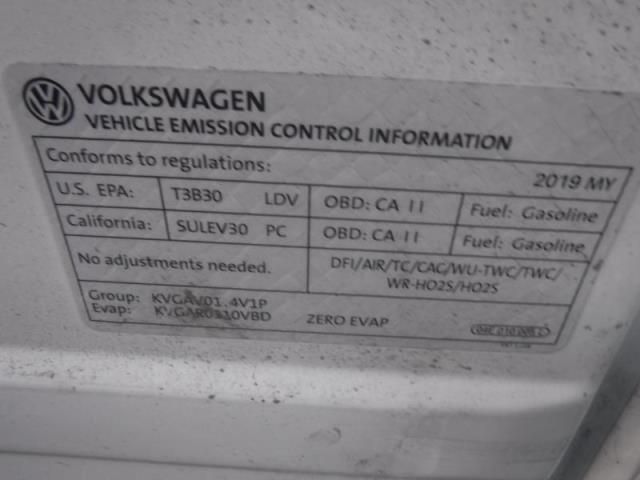 VOLKSWAGEN
VEHICLE EMISSION CONTROL INFORMATION
Conforms to regulations: 2019 MY
U.S. EPA: T3B30 LDV OBD: CA II Fuel: Gasoline
California: SULEV30 PC OBD: CA II Fuel: Gasoline
No adjustments needed. DFI/AIR/TC/CAC/WU-TWC/TWC/
WR-HO2S/HO2S
Group: KVGAV01.4V1P
Evap: KVGAR0110VBD ZERO EVAP